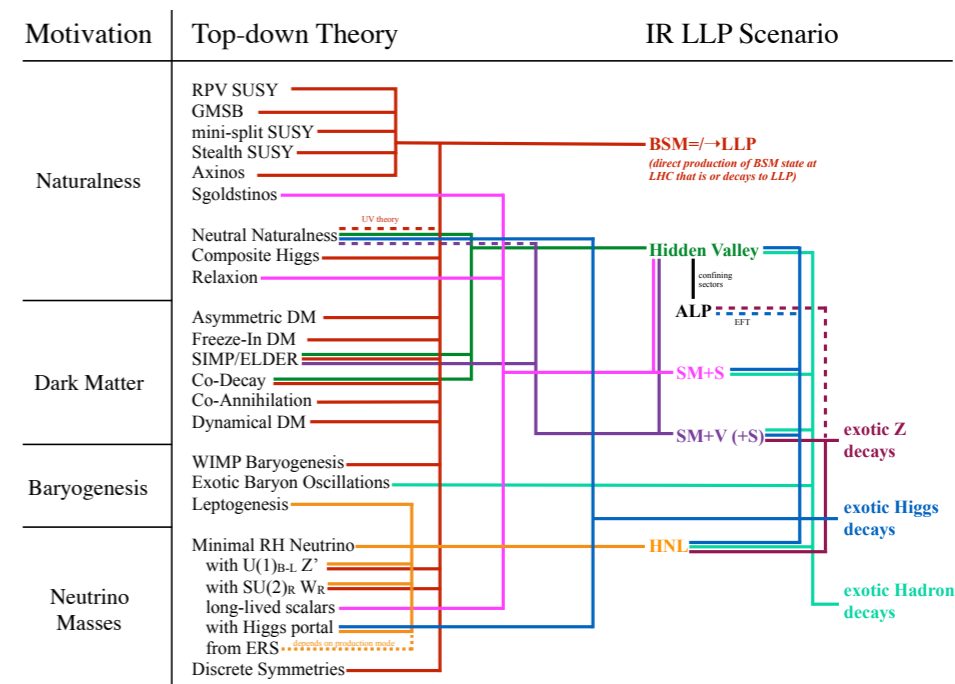 Motivation
Top-down Theory
IR LLP Scenario
Naturalness
RPV SUSY
GMSB
mini-split SUSY
Stealth SUSY
Axinos
Sgoldstinos
UV theory
Neutral Naturalness
Composite Higgs
Relaxion
Dark Matter
Asymmetric DM
Freeze-In DM
SIMP/ELDER
Co-Decay
Co-Annihilation
Dynamical DM
Baryogenesis
WIMP Baryogenesis
Exotic Baryon Oscillations
Leptogenesis
Neutrino
Masses
Minimal RH Neutrino
with U(1)B-L Z’
with SU(2)R WR
long-lived scalars
with Higgs portal
depends on production mode
from ERS
Discrete Symmetries
BSM=/→LLP
(direct production of BSM state at
LHC that is or decays to LLP)
Hidden Valley
confining
sectors
ALP
EFT
SM+S
SM+V (+S)
HNL
exotic Z
decays
exotic Higgs
decays
exotic Hadron
decays